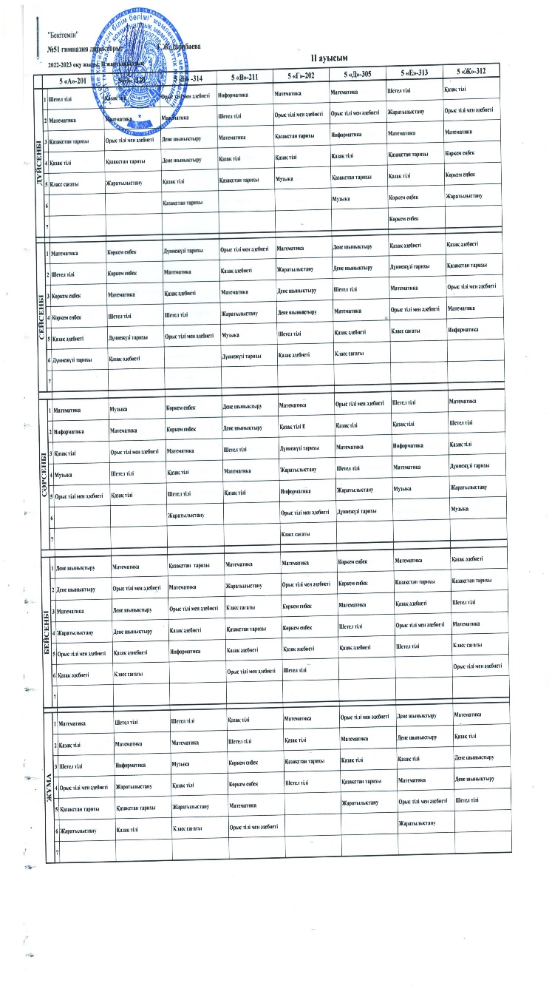 "Бекітемін"
№51 гимназия директоры Г.Ж.Дарибаева
2022-2023 оқу жылы, II жартыжылдық II ауысым
5 «А»-201 5 «Б» -314 5 «В»-211 5 «Г»-202 5 «Д»-305 5 «Е»-313 5 «Ж»-312
ДҮЙСЕНБІ
1 Шетел тілі Қазақ тілі Орыс тілі мен әдебиеті Информатика Математика Математика Шетел тілі Қазақ тілі
2 Математика Математика Математика Шетел тілі Орыс тілі мен әдебиеті Орыс тілі мен әдебиеті Жаратылыстану Орыс тілі мен әдебиеті
3 Қазақстан тарихы Орыс тілі мен әдебиеті Дене шынықтыру Математика Қазақстан тарихы Информатика Математика Математика
4 Қазақ тілі Қазақстан тарихы Дене шынықтыру Қазақ тілі Қазақ тілі Қазақ тілі Қазақстан тарихы Көркем еңбек
5 Класс сағаты Жаратылыстану Қазақ тілі Қазақстан тарихы Музыка Қазақстан тарихы Қазақ тілі Көркем еңбек
6 Қазақстан тарихы Музыка Көркем еңбек Жаратылыстану
7 Көркем еңбек
СЕЙСЕНБІ
1 Математика Көркем еңбек Дүниежүзі тарихы Орыс тілі мен әдебиеті Математика Дене шынықтыру Қазақ әдебиеті Қазақ әдебиеті
2 Шетел тілі Көркем еңбек Математика Қазақ әдебиеті Жаратылыстану Дене шынықтыру Дүниежүзі тарихы Қазақстан тарихы
3 Көркем еңбек Математика Қазақ әдебиеті Математика Дене шынықтыру Шетел тілі Математика Орыс тілі мен әдебиеті
4 Көркем еңбек Шетел тілі Шетел тілі Жаратылыстану Дене шынықтыру Математика Орыс тілі мен әдебиеті Математика
5 Қазақ әдебиеті Дүниежүзі тарихы Орыс тілі мен әдебиеті Музыка Шетел тілі Қазақ әдебиеті Класс сағаты Информатика
6 Дүниежүзі тарихы Қазақ әдебиеті Дүниежүзі тарихы Қазақ әдебиеті Класс сағаты
7
СӘРСЕНБІ
1 Математика Музыка Көркем еңбек Дене шынықтыру Математика Орыс тілі мен әдебиеті Шетел тілі Математика
2 Информатика Математика Көркем еңбек Дене шынықтыру Қазақ тілі Е Қазақ тілі Қазақ тілі Шетел тілі
3 Қазақ тілі Орыс тілі мен әдебиеті Математика Шетел тілі Дүниежүзі тарихы Математика Информатика Қазақ тілі
4 Музыка Шетел тілі Қазақ тілі Математика Жаратылыстану Шетел тілі Математика Дүниежүзі тарихы
5 Орыс тілі мен әдебиеті Қазақ тілі Шетел тілі Қазақ тілі Информатика Жаратылыстану Музыка Жаратылыстану
6 Жаратылыстану Орыс тілі мен әдебиеті Дүниежүзі тарихы Музыка
7 Класс сағаты
БЕЙСЕНБІ
1 Дене шынықтыру Математика Қазақстан тарихы Математика Математика Көркем еңбек Математика Қазақ әдебиеті
2 Дене шынықтыру Орыс тілі мен әдебиеті Математика Жаратылыстану Орыс тілі мен әдебиеті Көркем еңбек Қазақстан тарихы Қазақстан тарихы
3 Математика Дене шынықтыру Орыс тілі мен әдебиеті Класс сағаты Көркем еңбек Математика Қазақ әдебиеті Шетел тілі
4 Жаратылыстану Дене шынықтыру Қазақ әдебиеті Қазақстан тарихы Көркем еңбек Шетел тілі Орыс тілі мен әдебиеті Математика
5 Орыс тілі мен әдебиеті Қазақ әднебиеті Информатика Қазақ әдебиеті Қазақ әдебиеті Қазақ әдебиеті Шетел тілі Класс сағаты
6 Қазақ әдебиеті Класс сағаты Орыс тілі мен әдебиеті Шетел тілі Орыс тілі мен әдебиеті
7
ЖҰМА
1 Математика Шетел тілі Шетел тілі Қазақ тілі Математика Орыс тілі мен әдебиеті Дене шынықтыру Математика
2 Қазақ тілі Математика Математика Шетел тілі Қазақ тілі Математика Дене шынықтыру Қазақ тілі
3 Шетел тілі Информатика Музыка Көркем еңбек Қазақстан тарихы Қазақ тілі Қазақ тілі Дене шынықтыру
4 Орыс тілі мен әдебиеті Жаратылыстану Қазақ тілі Көркем еңбек Шетел тілі Қазақстан тарихы Математика Дене шынықтыру
5 Қазақстан тарихы Қазақстан тарихы Жаратылыстану Математика Жаратылыстану Орыс тілі мен әдебиеті Шетел тілі
6 Жаратылыстану Қазақ тілі Класс сағаты Орыс тілі мен әдебиеті Жаратылыстану
7